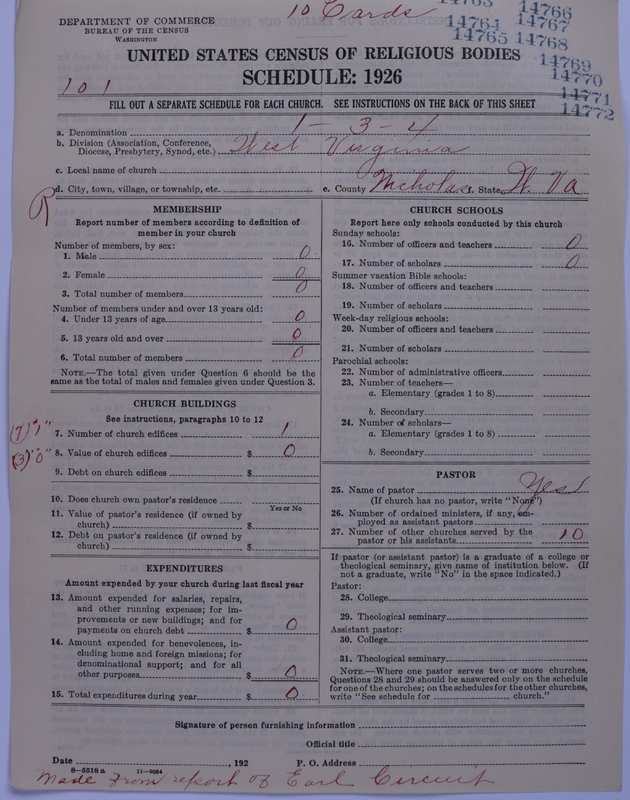 10 Cards
14763 14766
14764 14767
14765 14768
14769
14770
14771
14772
DEPARTMENT OF COMMERCE
BUREAU OF THE CENSUS
WASHINGTON
UNITED STATES CENSUS OF RELIGIOUS BODIES
SCHEDULE: 1926
101
FILL OUT A SEPARATE SCHEDULE FOR EACH CHURCH. SEE INSTRUCTIONS ON THE BACK OF THIS SHEET
a. Denomination 1-3-4
b. Division (Association, Conference,
Diocese, Presbytery, Synod, etc.) West Virginia
c. Local name of church
d. City, town, village, or township, etc. e. County Nicholas f. State W. Va
MEMBERSHIP
Report number of members according to definition of
member in your church
Number of members, by sex:
1. Male 0
2. Female 0
3. Total number of members 0
Number of members under and over 13 years old:
4. Under 13 years of age 0
5. 13 years old and over 0
6. Total number of members 0
NOTE.—The total given under Question 6 should be
same as the total of males and females given under Question 3.
CHURCH BUILDINGS
See instructions, paragraphs 10 to 12
(7) "1"
7. Number of church edifices 1
(3) "0"
8. Value of church edifices $ 0
9. Debt on church edifices $
10. Does church own pastor's residence
Yes or No
11. Value of pastor's residence (if owned by
church) $
12. Debt on pastor's residence (if owned by
church) $
EXPENDITURES
Amount expended by your church during last fiscal year
13. Amount expended for salaries, repairs,
and other running expenses; for im-
provements or new buildings; and for
payments on church debt $ 0
14. Amount expended for benevolences, in-
cluding home and foreign missions; for
denominational support; and for all
other purposes $ 0
15. Total expenditures during year $ 0
CHURCH SCHOOLS
Report here only schools conducted by this church
Sunday schools:
16. Number of officers and teachers 0
17. Number of scholars 0
Summer vacation Bible schools:
18. Number of officers and teachers
19. Number of scholars
Week-day religious schools:
20. Number of officers and teachers
21. Number of scholars
Parochial schools:
22. Number of administrative officers
23. Number of teachers—
a. Elementary (grades 1 to 8)
b. Secondary
24. Number of scholars—
a. Elementary (grades 1 to 8)
b. Secondary
PASTOR
25. Name of pastor Yes
(If church has no pastor, write "None")
26. Number of ordained ministers, if any, em-
ployed as assistant pastors
27. Number of other churches served by the
pastor or his assistants 10
If pastor (or assistant pastor) is a graduate of a college or
theological seminary, give name of institution below. (If
not a graduate, write "No" in the space indicated.)
Pastor:
28. College
29. Theological seminary
Assistant pastor:
30. College
31. Theological seminary
NOTE.—Where one pastor serves two or more churches,
Questions 28 and 29 should be answered only on the schedule
for one of the churches; on the schedules for the other churches,
write "See schedule for church."
Signature of person furnishing information
Official title
Date , 192 P. O. Address
8—5518a 11—9054
Made from report of Earl Circuit